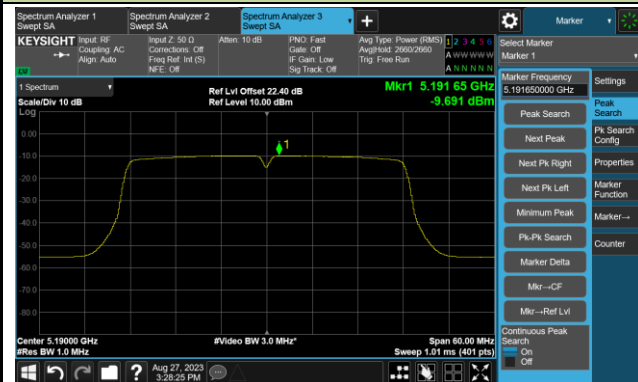 Spectrum Analyzer 1
Swept SA
Spectrum Analyzer 2
Swept SA
Spectrum Analyzer 3
Swept SA
Marker
KEYSIGHT
Input: RF
Coupling: AC
Align: Auto
Input Z: 50 Ω
Corrections: Off
Freq Ref: Int (S)
NFE: Off
Atten: 10 dB
PNO: Fast
Gate: Off
IF Gain: Low
Sig Track: Off
Avg Type: Power (RMS)
Avg|Hold: 2660/2660
Trig: Free Run
1 2 3 4 5 6
A W W W W W
A N N N N N
LXI
Select Marker
Marker 1
1 Spectrum
Scale/Div 10 dB
Log
Ref Lvl Offset 22.40 dB
Ref Level 10.00 dBm
Mkr1 5.191 65 GHz
-9.691 dBm
0.00
-10.0
-20.0
-30.0
-40.0
-50.0
-60.0
-70.0
-80.0
1
Center 5.19000 GHz
#Res BW 1.0 MHz
#Video BW 3.0 MHz*
Span 60.00 MHz
Sweep 1.01 ms (401 pts)
Marker Frequency
5.191650000 GHz
Peak Search
Next Peak
Next Pk Right
Next Pk Left
Minimum Peak
Pk-Pk Search
Marker Delta
Mkr→CF
Mkr→Ref Lvl
Continuous Peak
Search
On
Off
Settings
Peak
Search
Pk Search
Config
Properties
Marker
Function
Marker→
Counter
Aug 27, 2023
3:28:25 PM